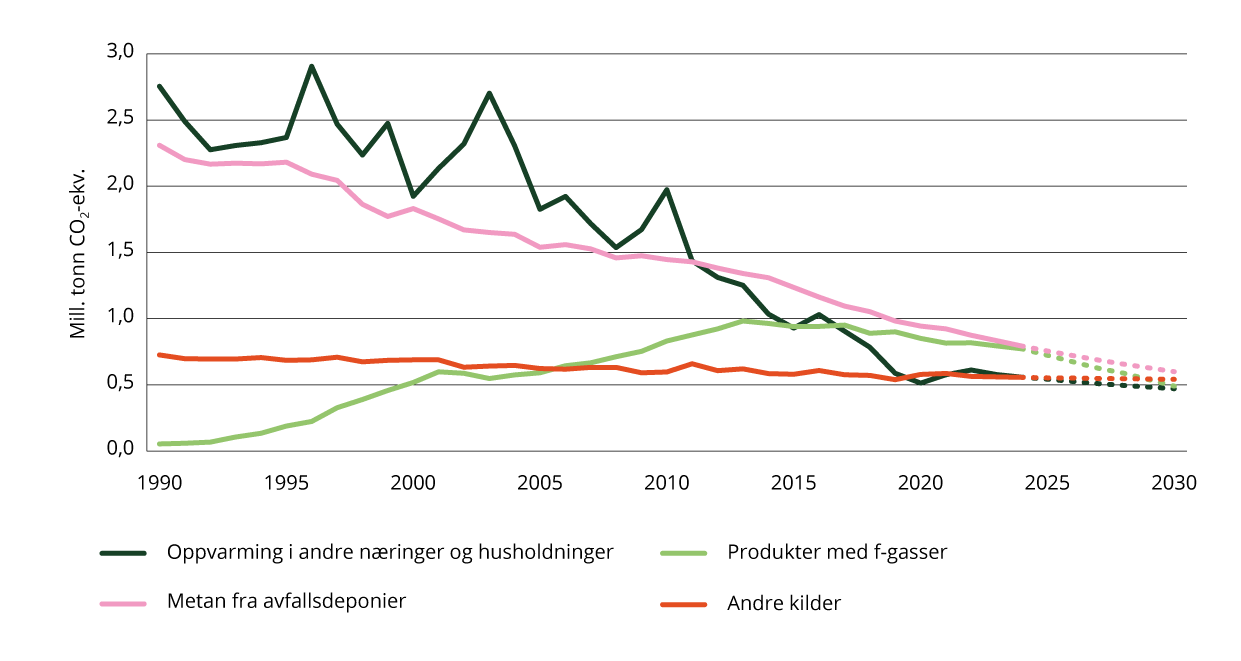 Mill. tonn CO₂-ekv.
3,0
2,5
2,0
1,5
1,0
0,5
0,0
1990 1995 2000 2005 2010 2015 2020 2025 2030
Oppvarming i andre næringer og husholdninger
Produkter med f-gasser
Metan fra avfallsdeponier
Andre kilder